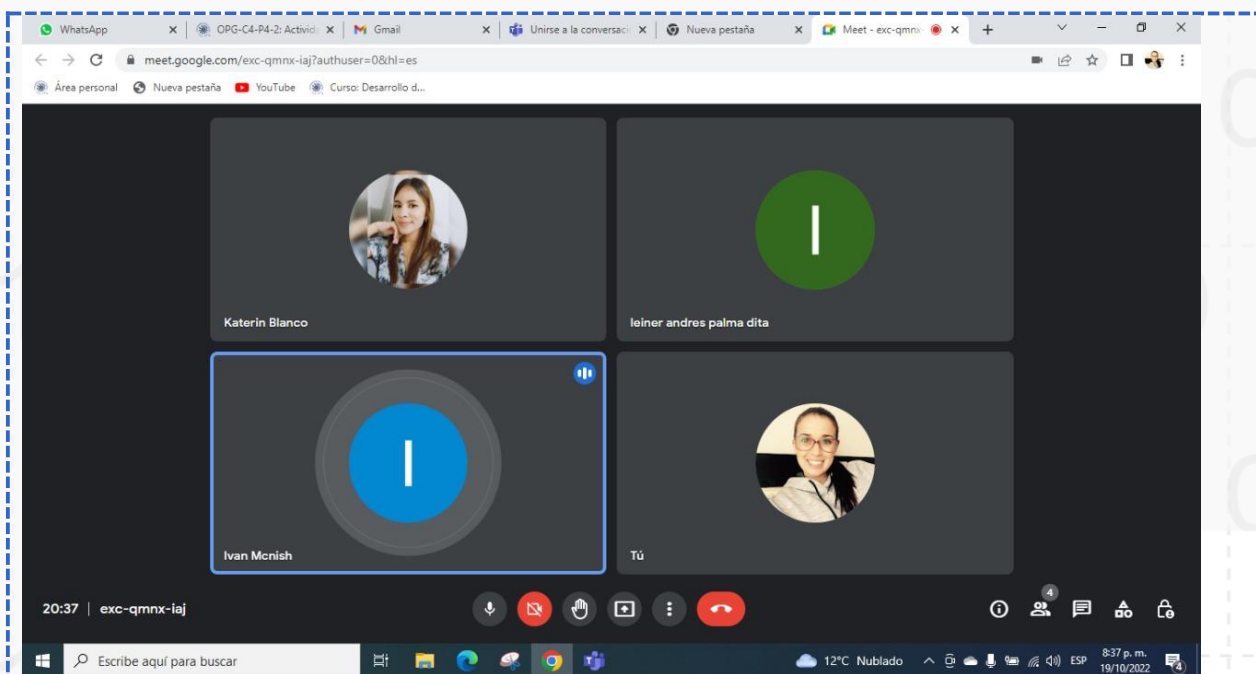 WhatsApp
OPG-C4-P4-2: Activid
Gmail
Unirse a la conversac
Nueva pestaña
Meet - exc-qmnx
meet.google.com/exc-qmnx-iaj?authuser=0&hl=es
Área personal
Nueva pestaña
YouTube
Curso: Desarrollo d...
Katerin Blanco
l
leiner andres palma dita
I
Ivan Mcnish
Tú
20:37 | exc-qmnx-iaj
4
Escribe aquí para buscar
12°C Nublado
ESP
8:37 p. m.
19/10/2022
4